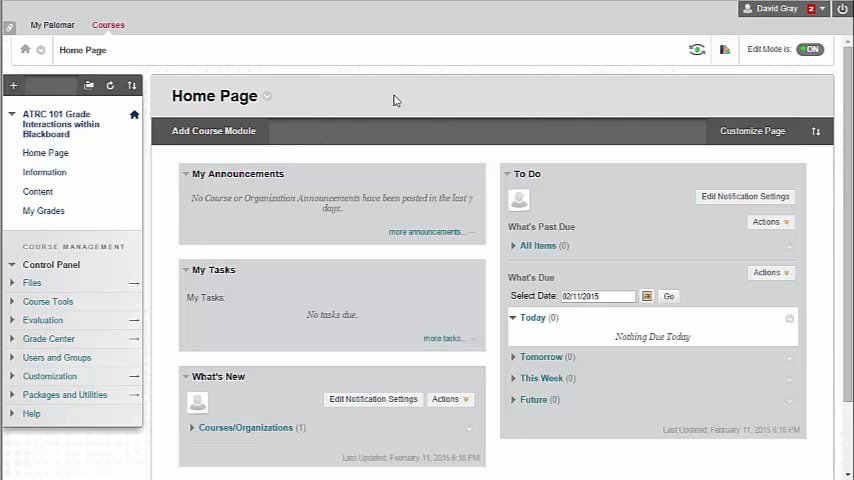 David Gray 2
My Palomar Courses
Home Page Edit Mode is: ON
ATRC 101 Grade
Interactions within
Blackboard
Home Page
Information
Content
My Grades
COURSE MANAGEMENT
Control Panel
Files
Course Tools
Evaluation
Grade Center
Users and Groups
Customization
Packages and Utilities
Help
Home Page
Add Course Module Customize Page
My Announcements
No Course or Organization Announcements have been posted in the last 7
days.
more announcements...
My Tasks
My Tasks:
No tasks due.
more tasks...
What's New
Edit Notification Settings Actions
Courses/Organizations (1)
Last Updated: February 11, 2015 6:16 PM
To Do
Edit Notification Settings
Actions
What's Past Due
All Items (0)
Actions
What's Due
Select Date: 02/11/2015 Go
Today (0)
Nothing Due Today
Tomorrow (0)
This Week (0)
Future (0)
Last Updated: February 11, 2015 6:16 PM